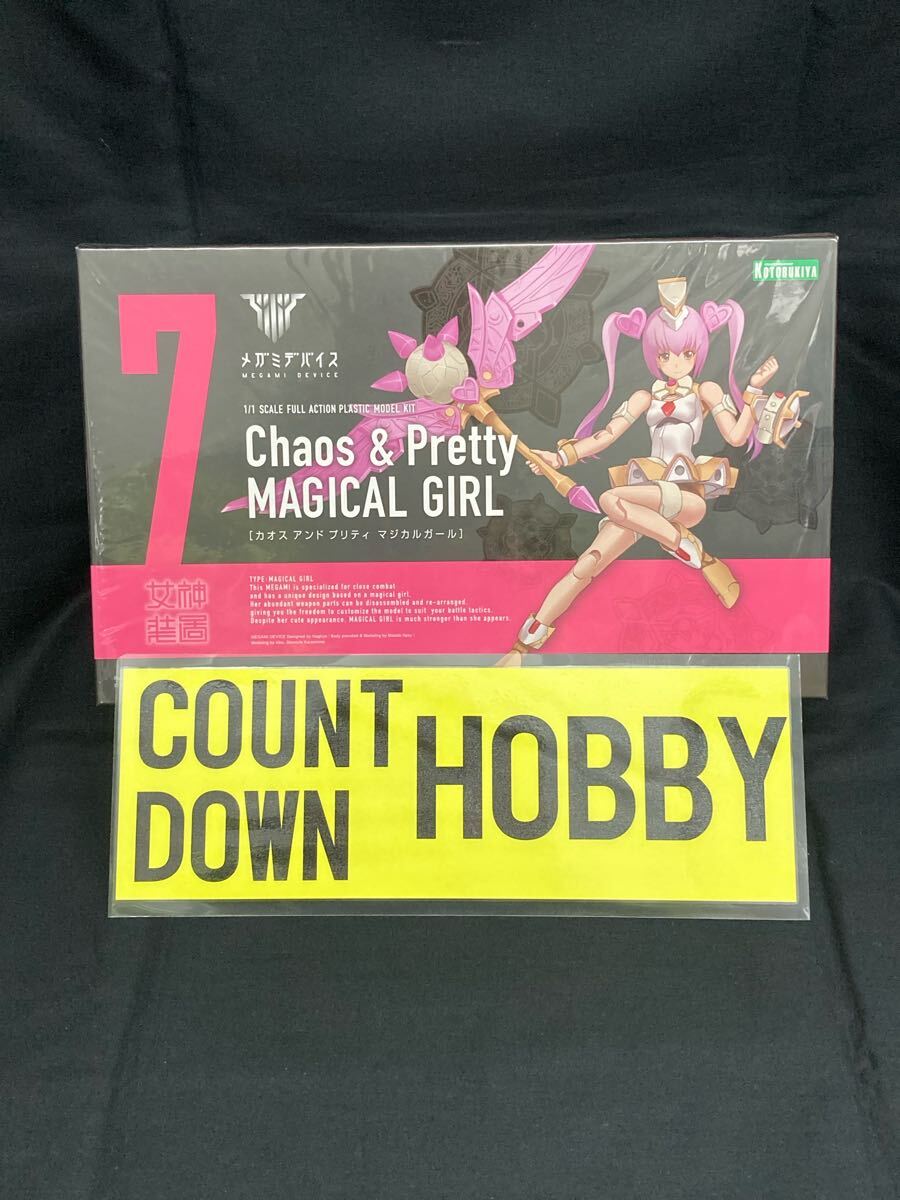 KOTOBUKIYA
7
メガミデバイス
MEGAMI DEVICE
1/1 SCALE FULL ACTION PLASTIC MODEL KIT
Chaos & Pretty
MAGICAL GIRL
[カオス アンド プリティ マジカルガール]
女神
装置
TYPE: MAGICAL GIRL
This MEGAMI is specialized for close combat
and has a unique design based on a magical girl.
Her abundant weapon parts can be disassembled and re-arranged,
giving you the freedom to customize the model to suit your battle tactics.
Despite her cute appearance, MAGICAL GIRL is much stronger than she appears.
COUNT
DOWN
HOBBY